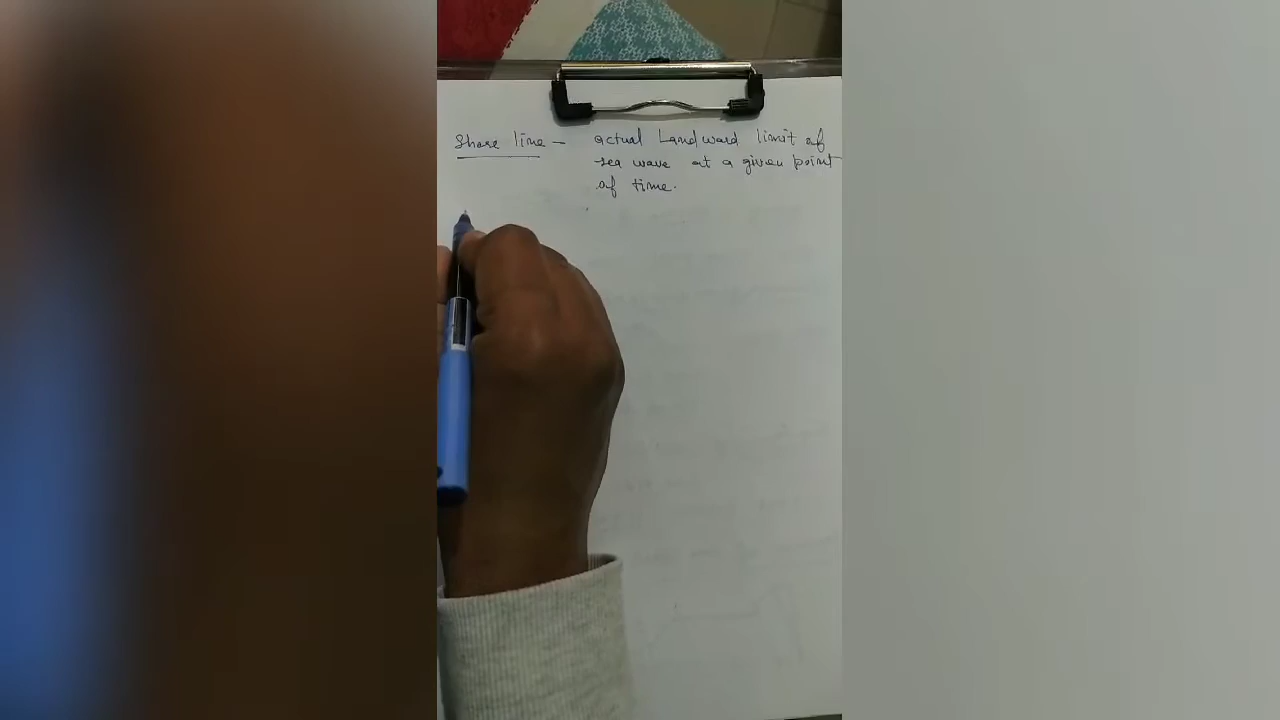 Shore line — actual Landward limit of
sea wave at a given point
of time.